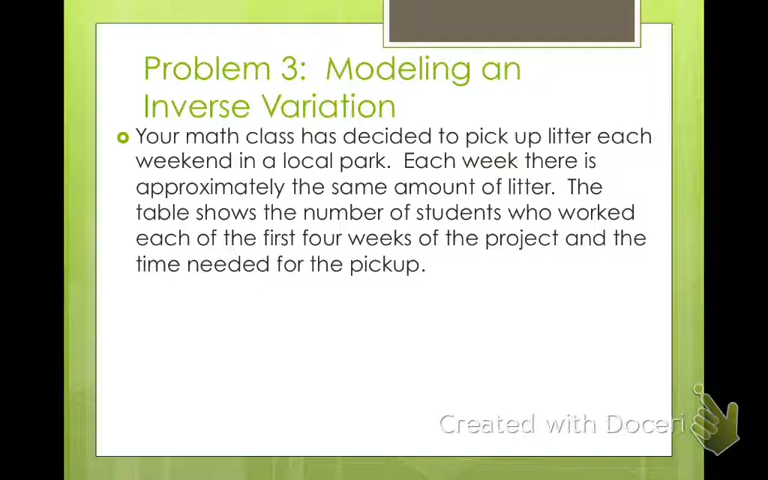 Problem 3:  Modeling an
Inverse Variation
Your math class has decided to pick up litter each
weekend in a local park.  Each week there is
approximately the same amount of litter.  The
table shows the number of students who worked
each of the first four weeks of the project and the
time needed for the pickup.
Created with Doceri